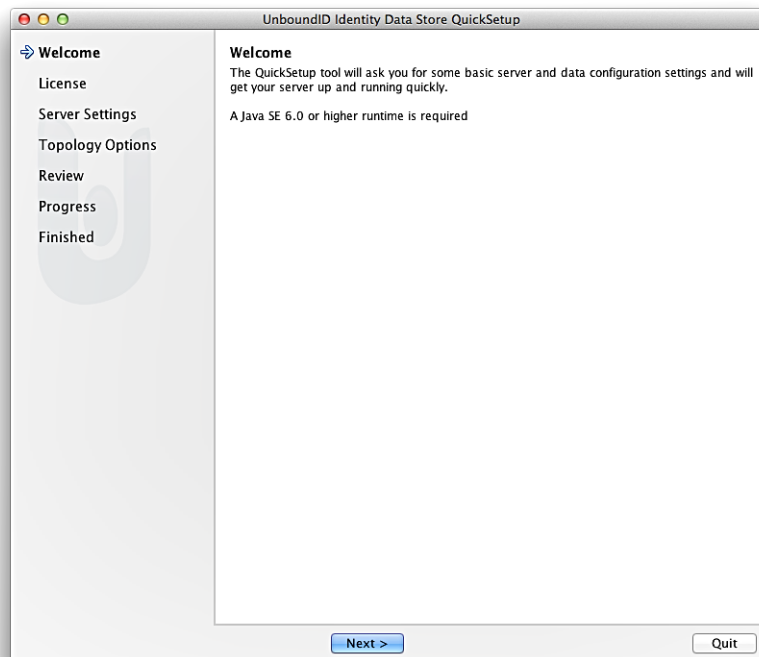 UnboundID Identity Data Store QuickSetup
Welcome
License
Server Settings
Topology Options
Review
Progress
Finished
Welcome
The QuickSetup tool will ask you for some basic server and data configuration settings and will
get your server up and running quickly.
A Java SE 6.0 or higher runtime is required
Next >
Quit